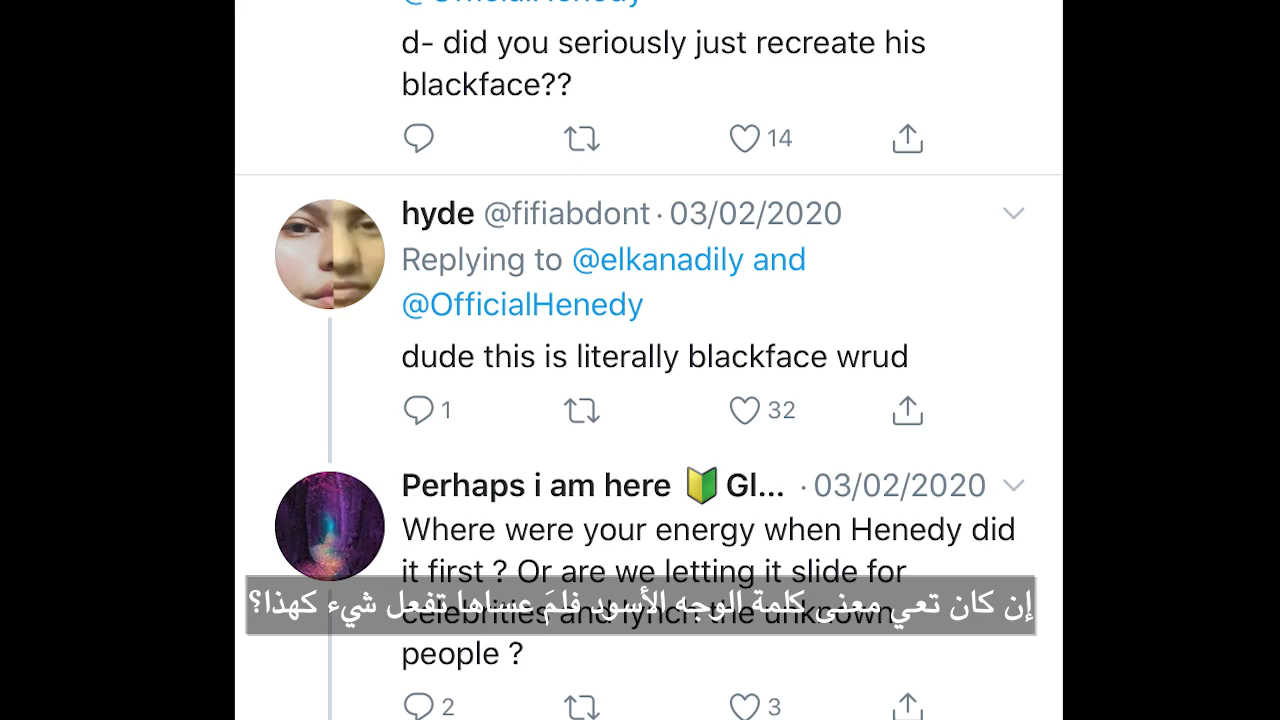 @OfficialHenedy
d- did you seriously just recreate his
blackface??
14
hyde @fifiabdont · 03/02/2020
Replying to @elkanadily and
@OfficialHenedy
dude this is literally blackface wrud
1 32
Perhaps i am here 🔰 Gl... · 03/02/2020
Where were your energy when Henedy did
it first ? Or are we letting it slide for
celebrities and lynch the unknown
إن كان تعي معنى كلمة الوجه الأسود فلمَ عساها تفعل شيء كهذا؟
people ?
2 3